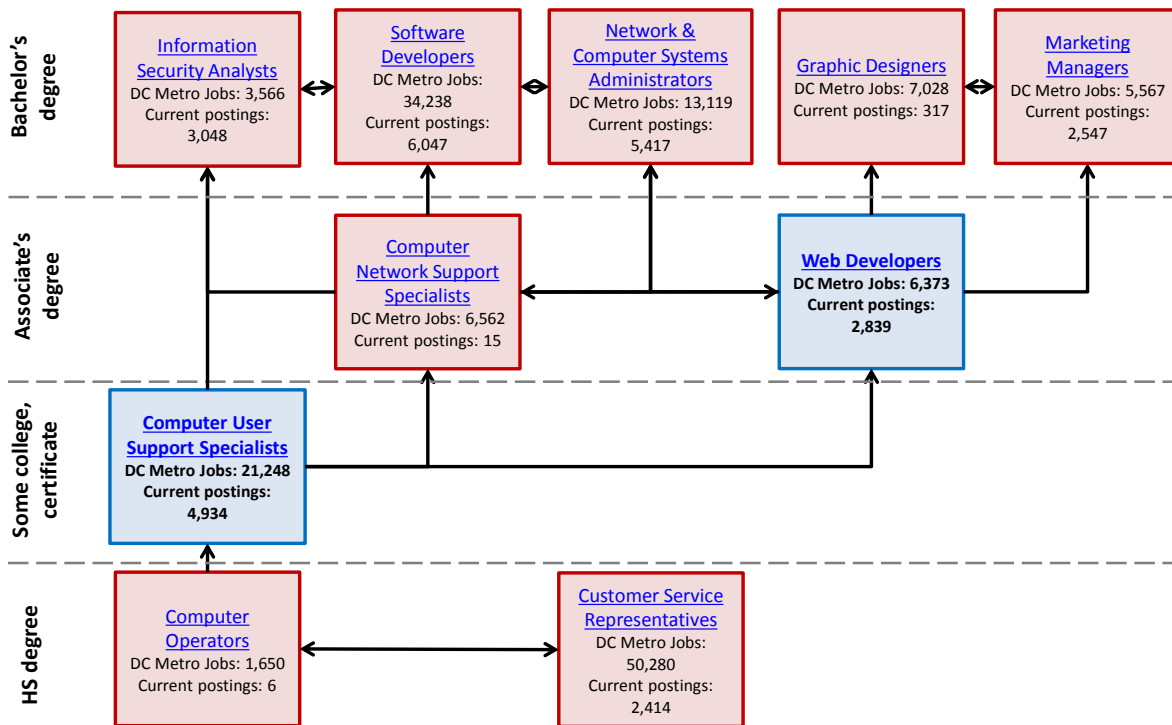 Bachelor's
degree
Information
Security Analysts
DC Metro Jobs: 3,566
Current postings:
3,048
Software
Developers
DC Metro Jobs:
34,238
Current postings:
6,047
Network &
Computer Systems
Administrators
DC Metro Jobs: 13,119
Current postings:
5,417
Graphic Designers
DC Metro Jobs: 7,028
Current postings: 317
Marketing
Managers
DC Metro Jobs: 5,567
Current postings:
2,547
Associate's
degree
Computer
Network Support
Specialists
DC Metro Jobs: 6,562
Current postings: 15
Web Developers
DC Metro Jobs: 6,373
Current postings:
2,839
Some college,
certificate
Computer User
Support Specialists
DC Metro Jobs: 21,248
Current postings:
4,934
HS degree
Computer
Operators
DC Metro Jobs: 1,650
Current postings: 6
Customer Service
Representatives
DC Metro Jobs:
50,280
Current postings:
2,414